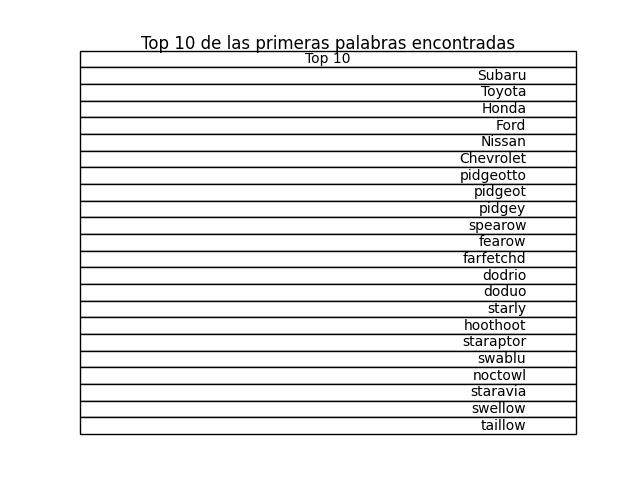 Top 10 de las primeras palabras encontradas
Top 10
Subaru
Toyota
Honda
Ford
Nissan
Chevrolet
pidgeotto
pidgeot
pidgey
spearow
fearow
farfetchd
dodrio
doduo
starly
hoothoot
staraptor
swablu
noctowl
staravia
swellow
taillow